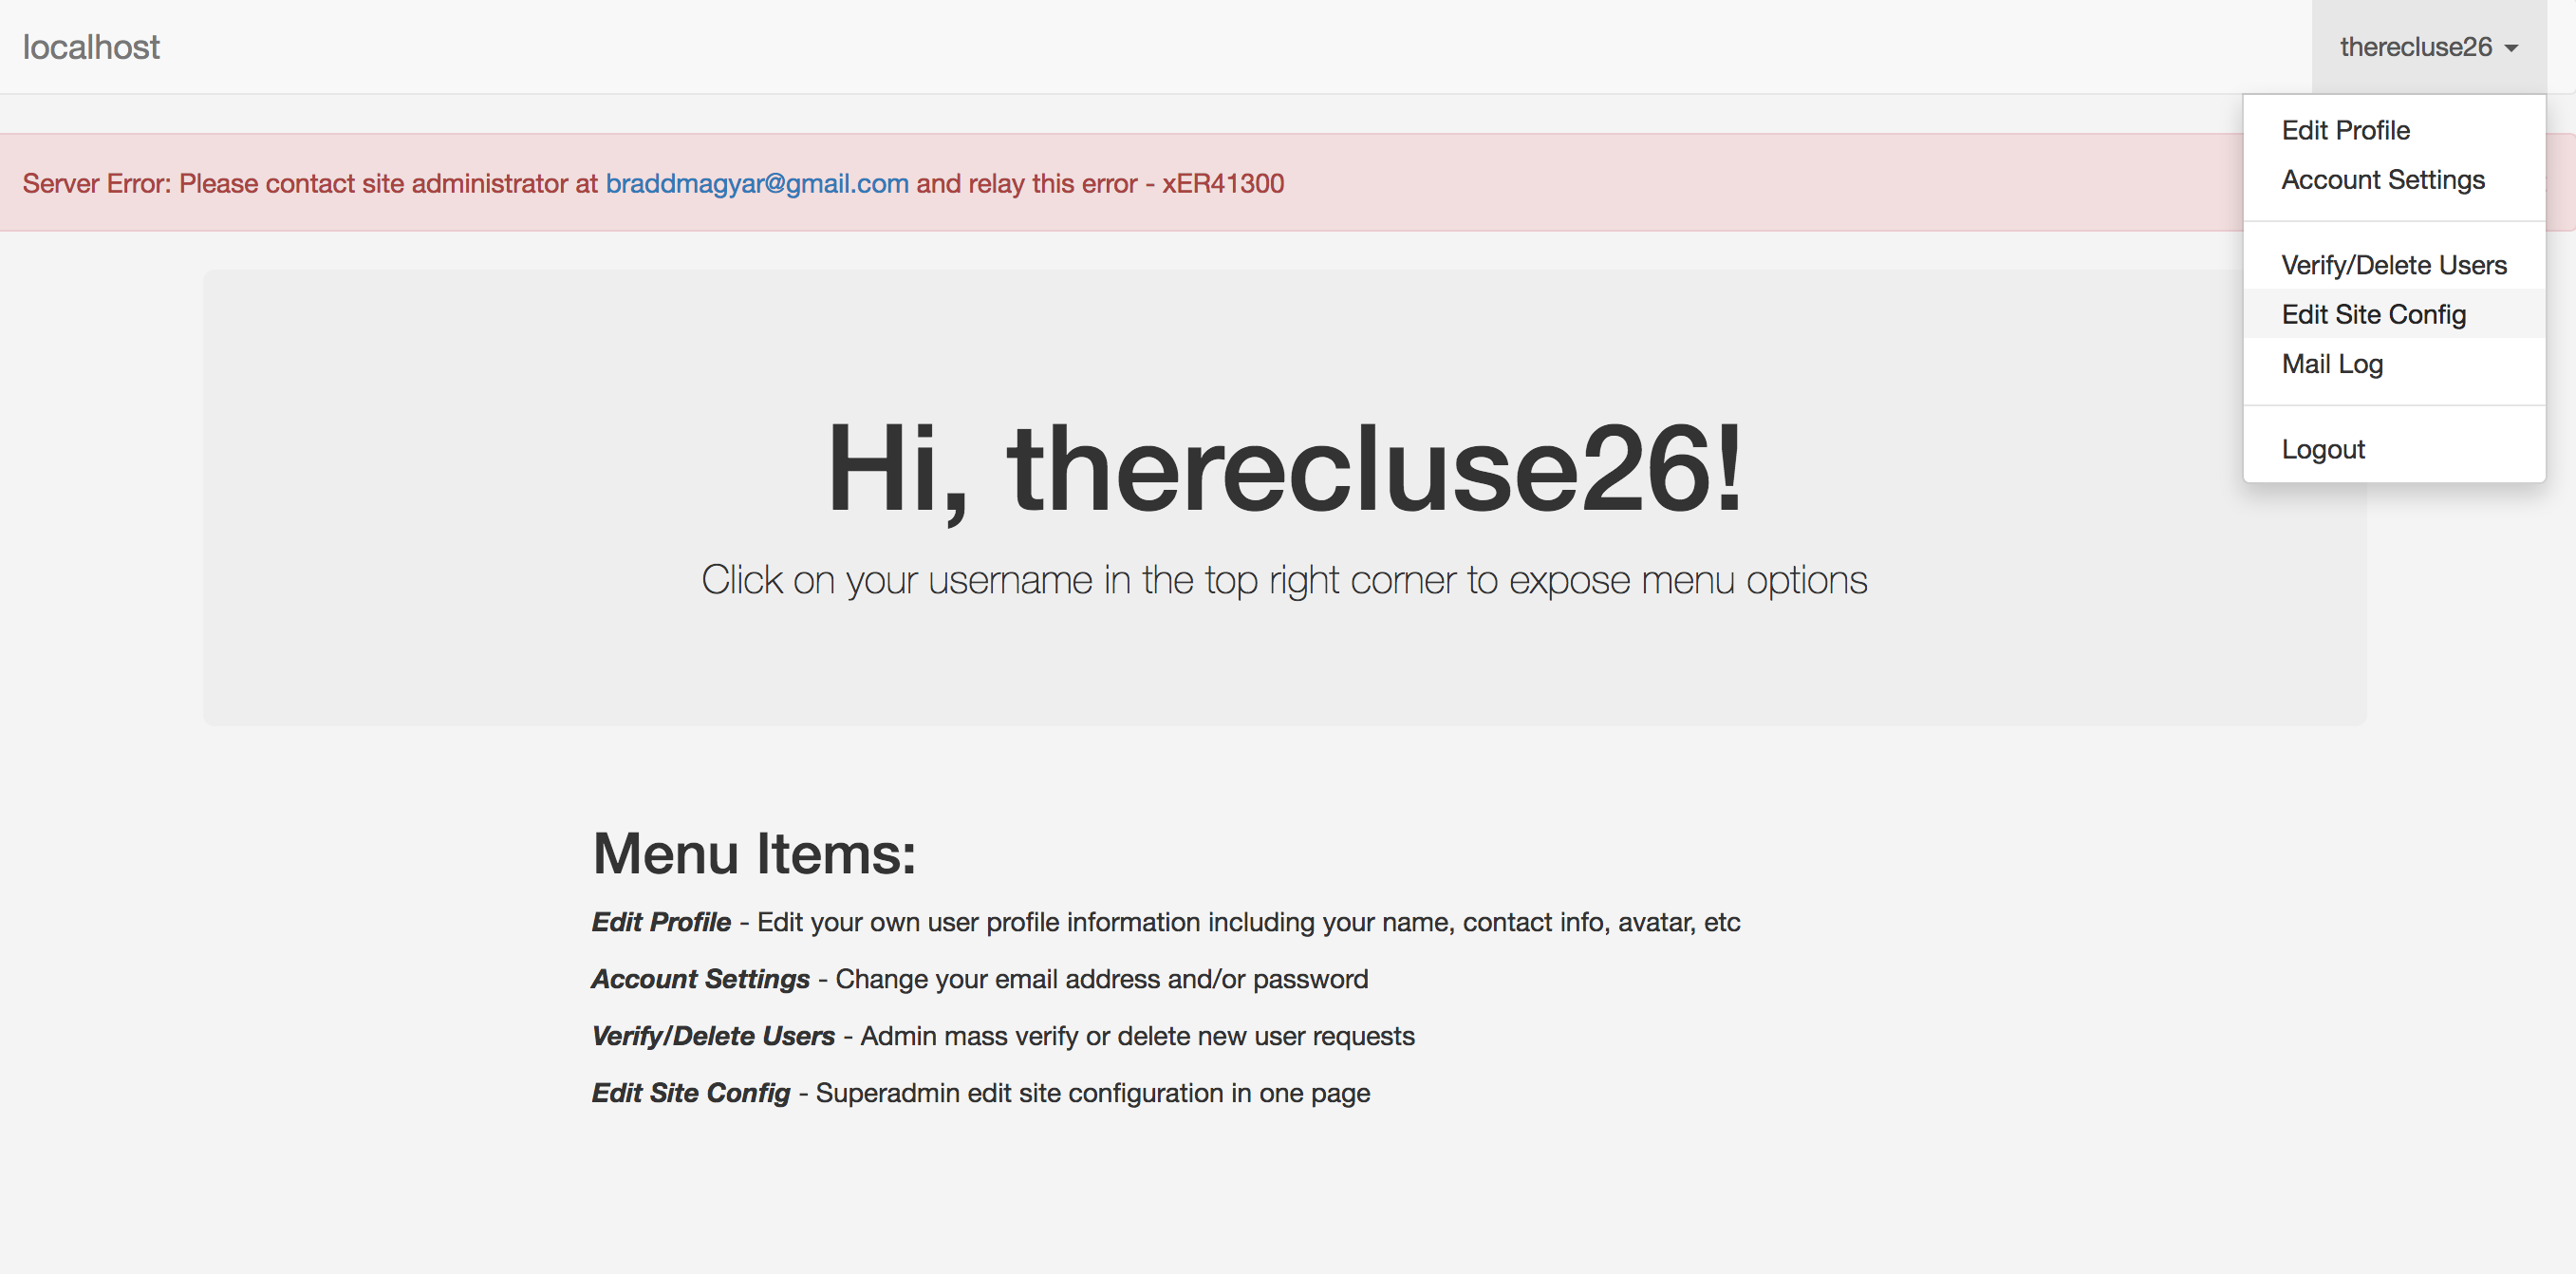 localhost
therecluse26
Edit Profile
Account Settings
Verify/Delete Users
Edit Site Config
Mail Log
Logout
Server Error: Please contact site administrator at braddmagyar@gmail.com and relay this error - xER41300
Hi, therecluse26!
Click on your username in the top right corner to expose menu options
Menu Items:
Edit Profile - Edit your own user profile information including your name, contact info, avatar, etc
Account Settings - Change your email address and/or password
Verify/Delete Users - Admin mass verify or delete new user requests
Edit Site Config - Superadmin edit site configuration in one page